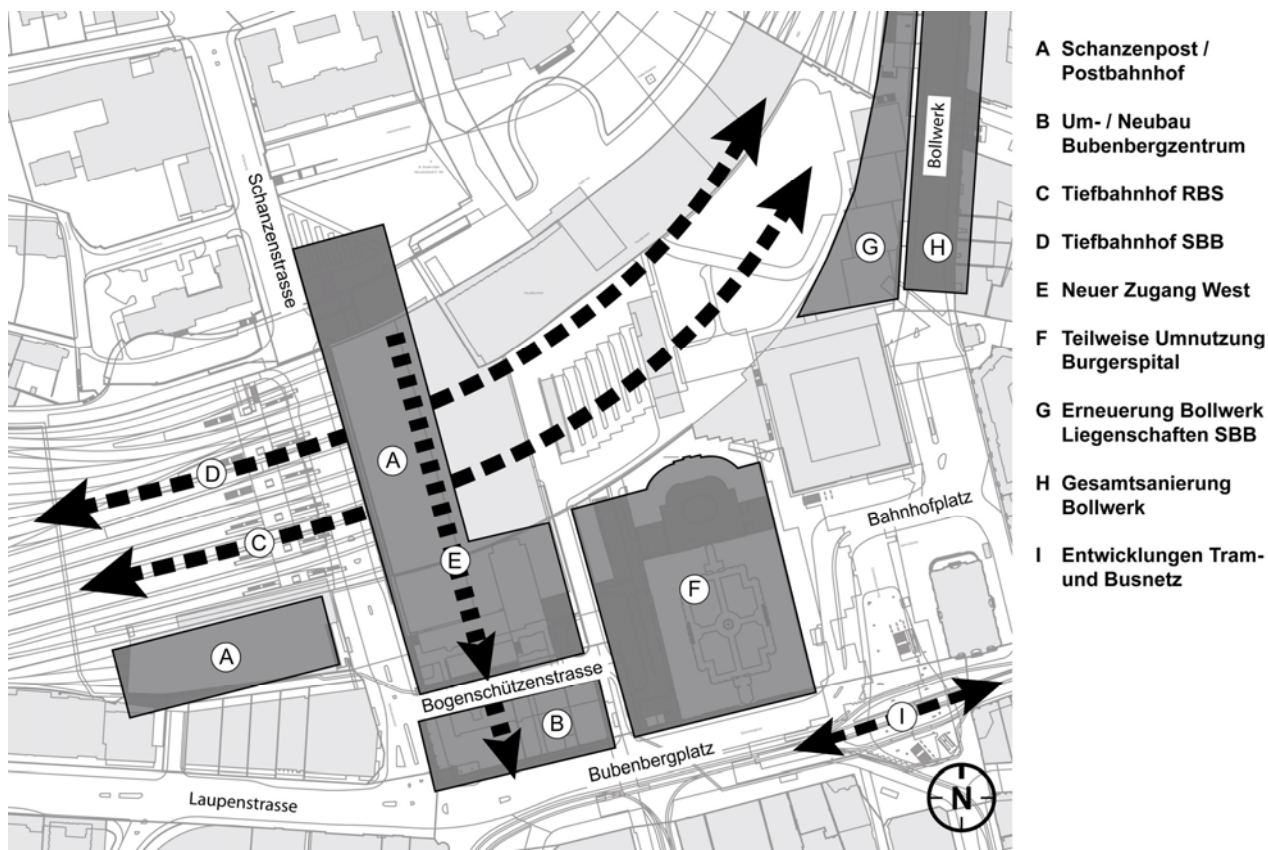 Schanzenstrasse
Bollwerk
G
H
A
D
C
E
F
A
B
I
Bahnhofplatz
Bogenschützenstrasse
Bubenbergplatz
Laupenstrasse
N
A Schanzenpost /
Postbahnhof
B Um- / Neubau
Bubenbergzentrum
C Tiefbahnhof RBS
D Tiefbahnhof SBB
E Neuer Zugang West
F Teilweise Umnutzung
Burgerspital
G Erneuerung Bollwerk
Liegenschaften SBB
H Gesamtsanierung
Bollwerk
I Entwicklungen Tram-
und Busnetz